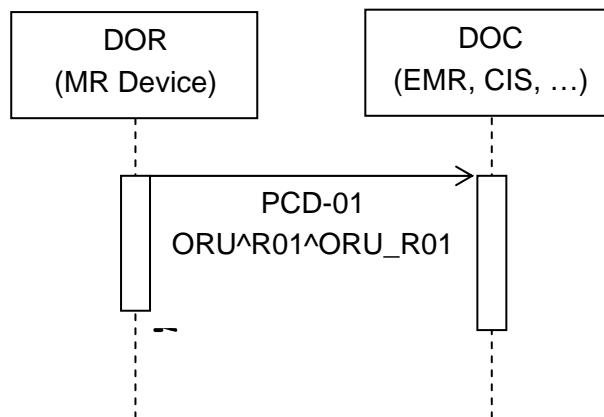 DOR
(MR Device)
DOC
(EMR, CIS, …)
PCD-01
ORU^R01^ORU_R01